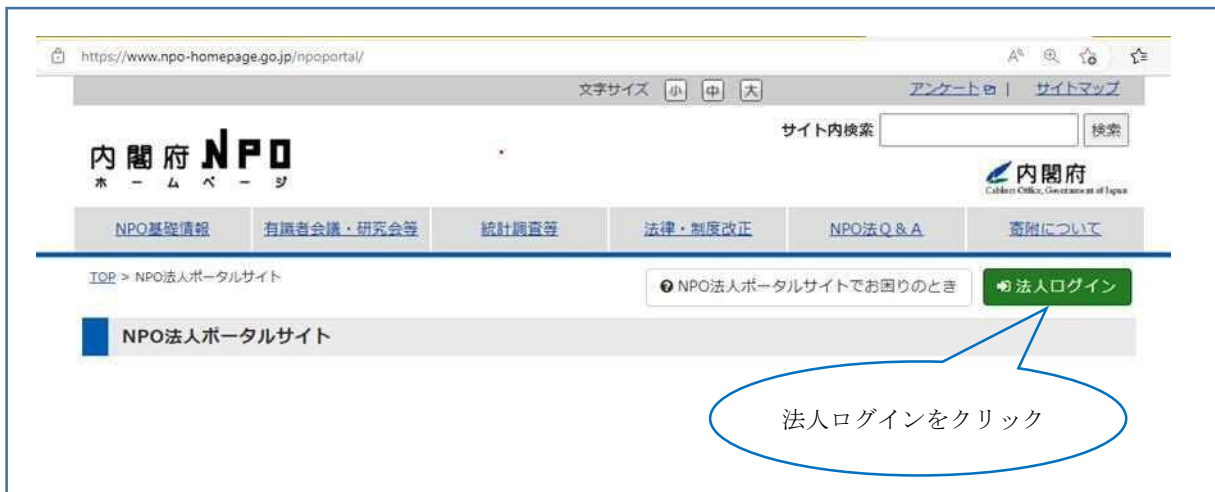 https://www.npo-homepage.go.jp/npoportal/
文字サイズ 小 中 大 アンケート | サイトマップ
サイト内検索 検索
内閣府 NPO
ホームページ
内閣府
Cabinet Office, Government of Japan
NPO基礎情報 有識者会議・研究会等 統計調査等 法律・制度改正 NPO法Q&A 寄附について
TOP > NPO法人ポータルサイト
NPO法人ポータルサイトでお困りのとき 法人ログイン
NPO法人ポータルサイト
法人ログインをクリック